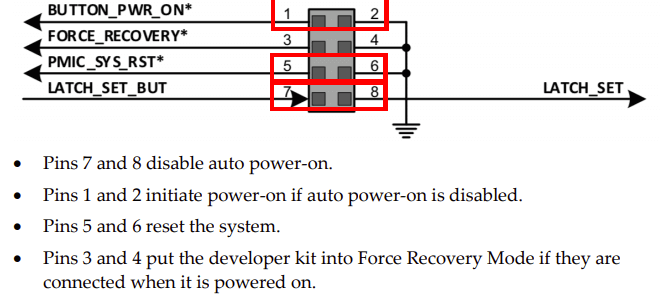 BUTTON_PWR_ON* 1 2
FORCE_RECOVERY* 3 4
PMIC_SYS_RST* 5 6
LATCH_SET_BUT 7 8 LATCH_SET
• Pins 7 and 8 disable auto power-on.
• Pins 1 and 2 initiate power-on if auto power-on is disabled.
• Pins 5 and 6 reset the system.
• Pins 3 and 4 put the developer kit into Force Recovery Mode if they are
connected when it is powered on.